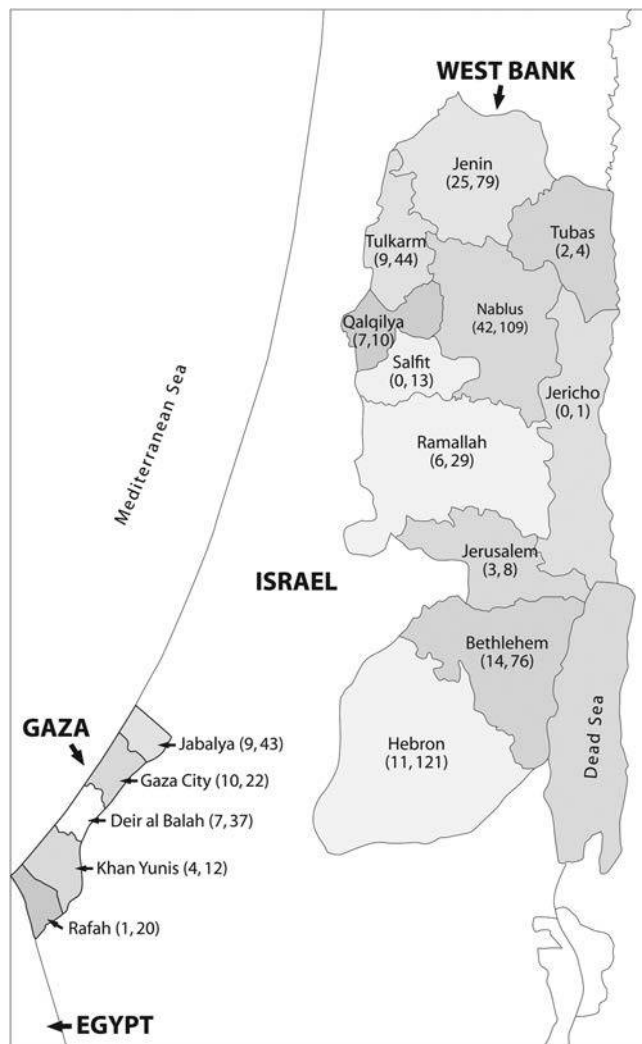 WEST BANK
Jenin
(25, 79)
Tubas
(2, 4)
Tulkarm
(9, 44)
Nablus
(42, 109)
Qalqilya
(7, 10)
Salfit
(0, 13)
Jericho
(0, 1)
Ramallah
(6, 29)
Mediterranean Sea
Jerusalem
(3, 8)
ISRAEL
Bethlehem
(14, 76)
Dead Sea
Hebron
(11, 121)
GAZA
Jabalya (9, 43)
Gaza City (10, 22)
Deir al Balah (7, 37)
Khan Yunis (4, 12)
Rafah (1, 20)
EGYPT